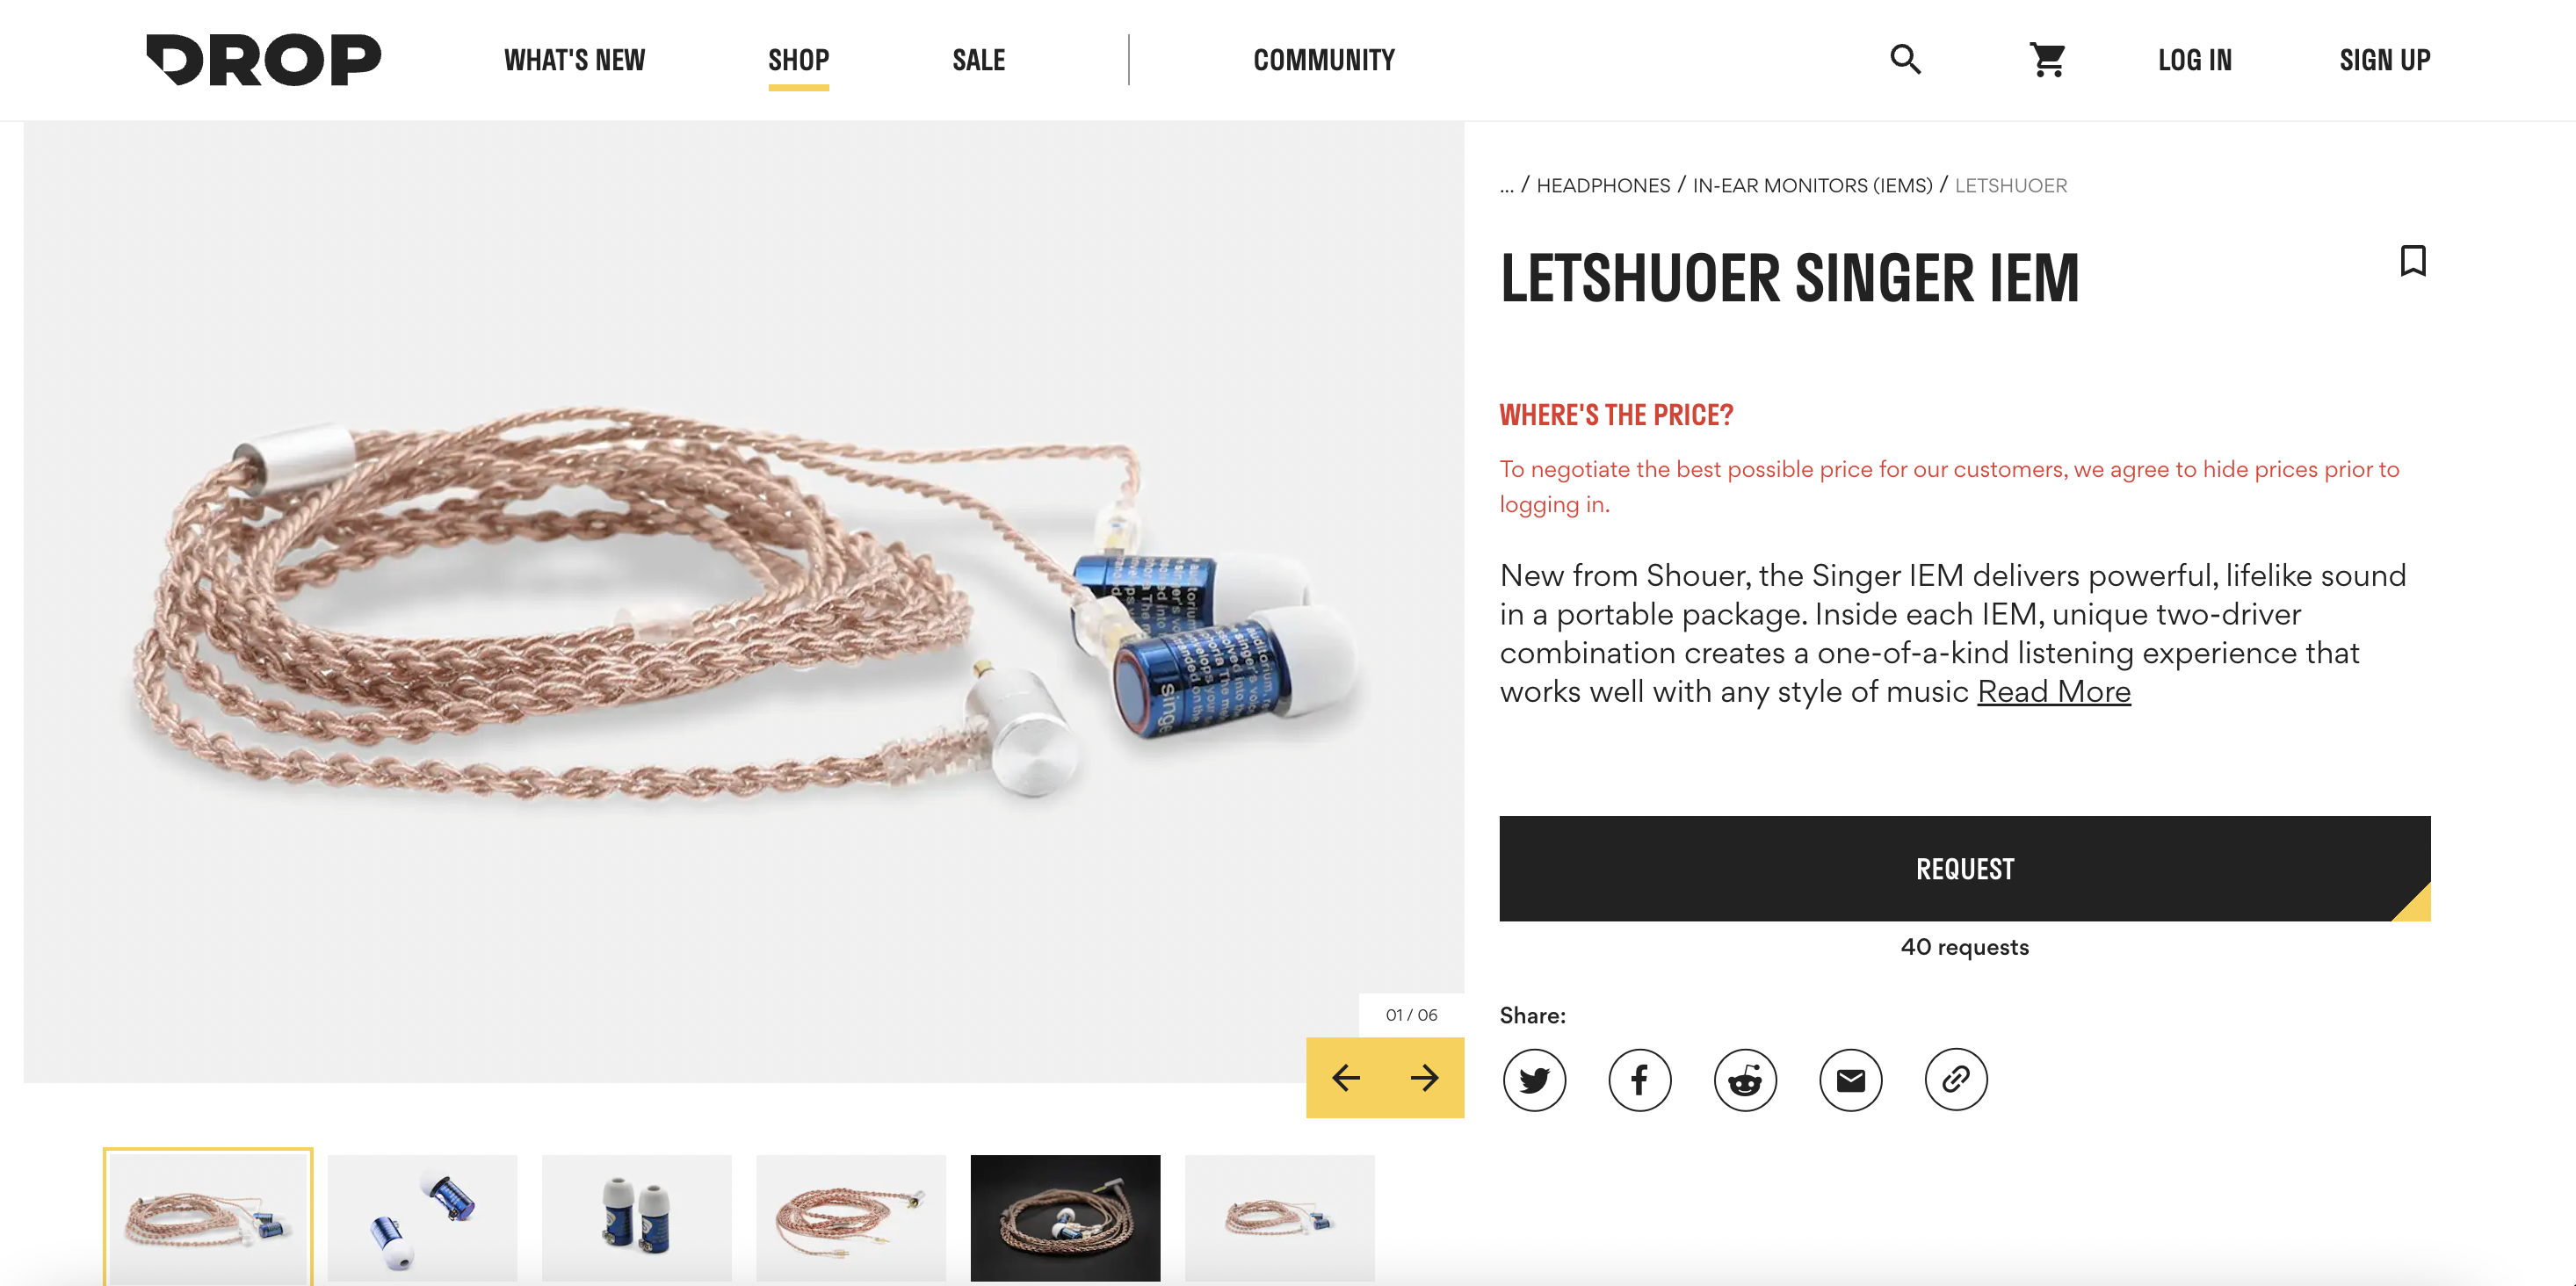 DROP
WHAT'S NEW
SHOP
SALE
COMMUNITY
LOG IN
SIGN UP
... / HEADPHONES / IN-EAR MONITORS (IEMS) / LETSHUOER
LETSHUOER SINGER IEM
WHERE'S THE PRICE?
To negotiate the best possible price for our customers, we agree to hide prices prior to
logging in.
New from Shouer, the Singer IEM delivers powerful, lifelike sound
in a portable package. Inside each IEM, unique two-driver
combination creates a one-of-a-kind listening experience that
works well with any style of music Read More
REQUEST
40 requests
Share:
01 / 06